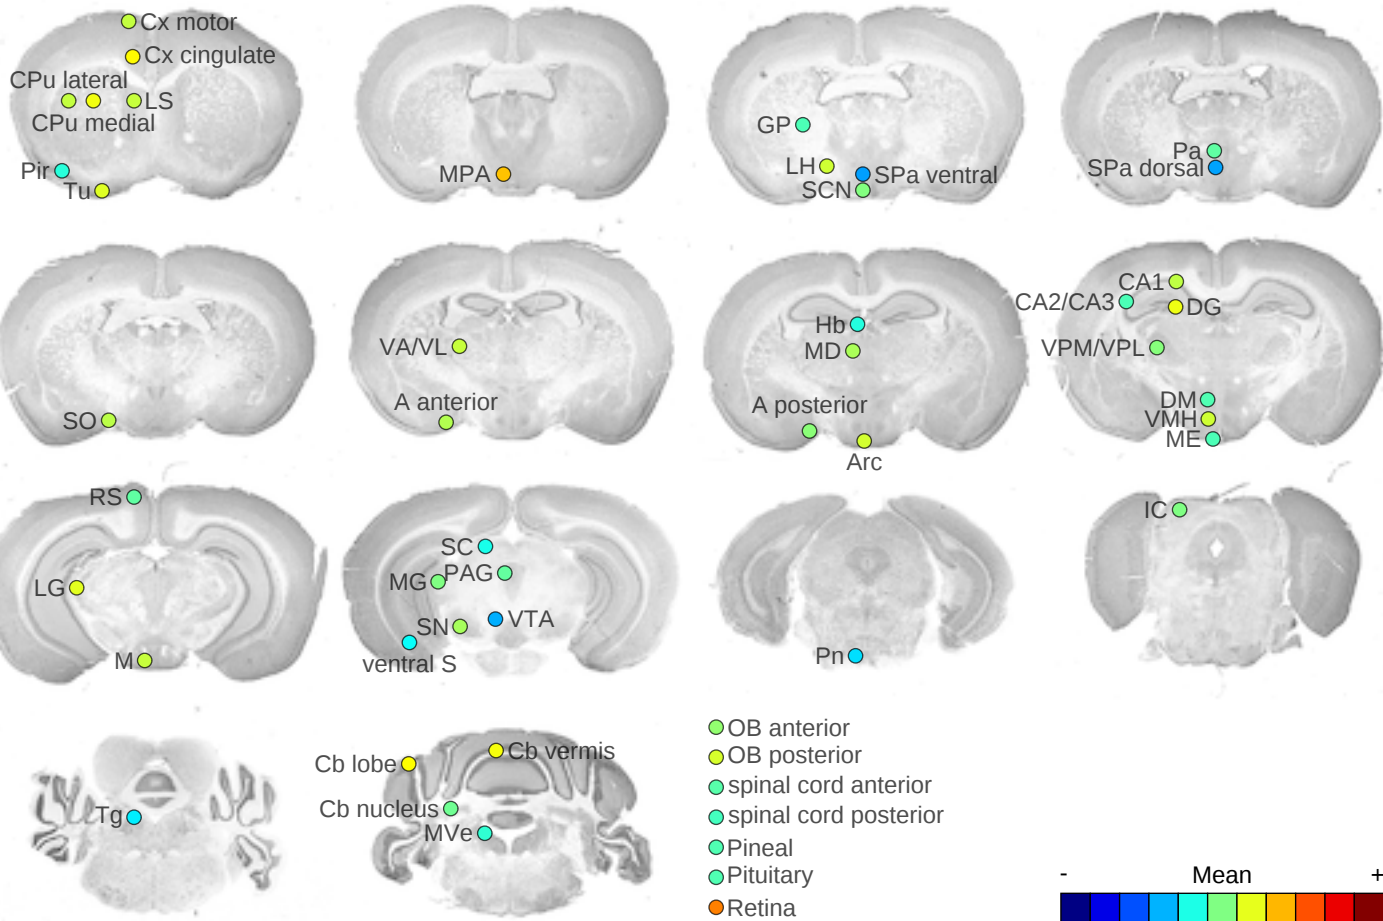 Cx motor
Cx cingulate
CPu lateral
LS
CPu medial
Pir
Tu
MPA
GP
LH
SPa ventral
SCN
Pa
SPa dorsal
SO
VA/VL
A anterior
Hb
MD
A posterior
Arc
CA1
CA2/CA3
DG
VPM/VPL
DM
VMH
ME
RS
LG
M
SC
MG
PAG
SN
VTA
ventral S
Pn
IC
Tg
Cb lobe
Cb vermis
Cb nucleus
MVe
OB anterior
OB posterior
spinal cord anterior
spinal cord posterior
Pineal
Pituitary
Retina
- Mean +